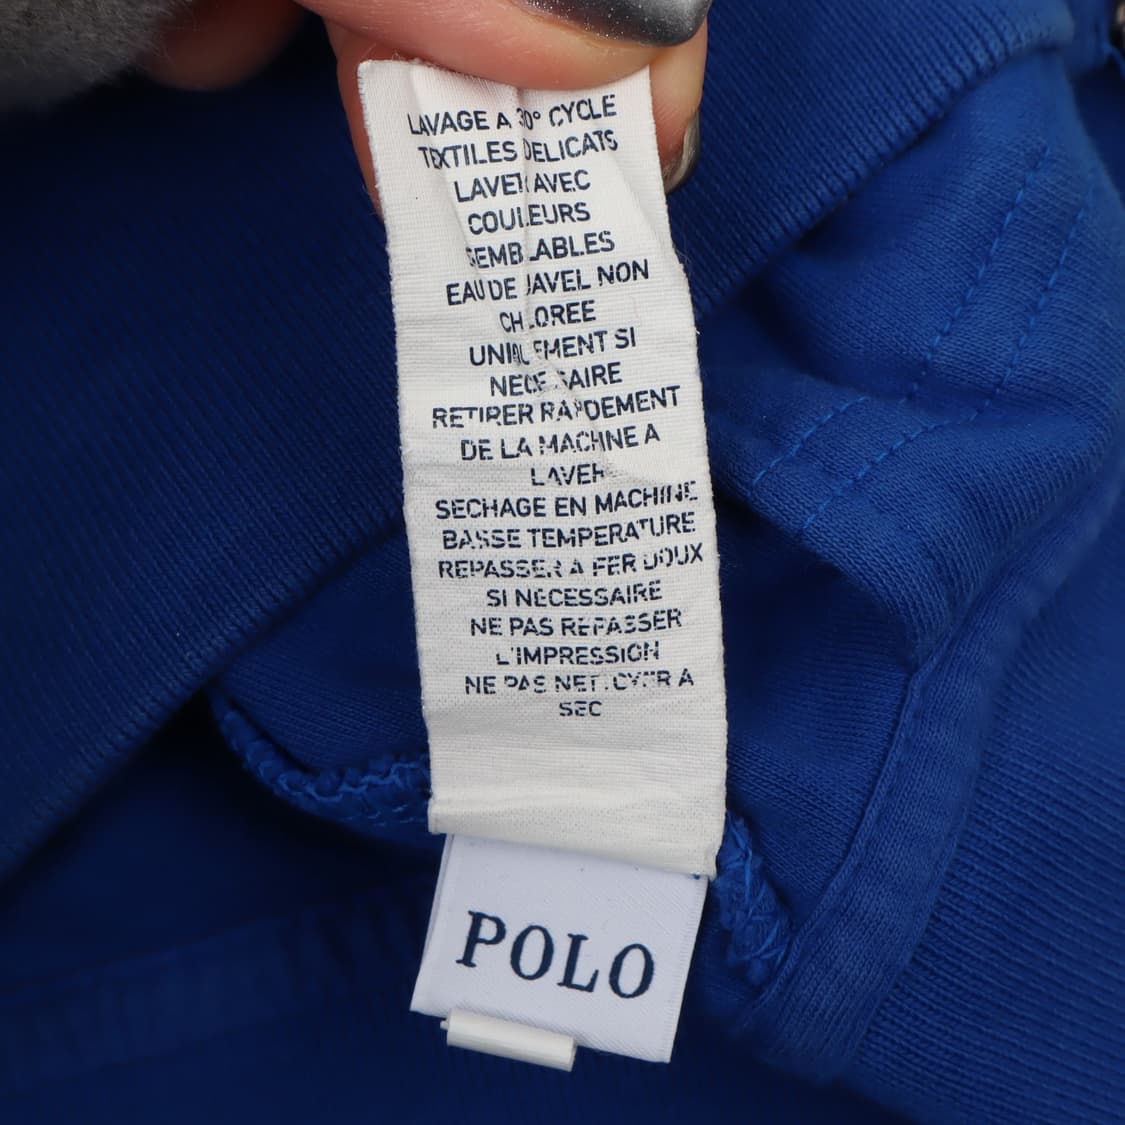 LAVAGE A 30° CYCLE
TEXTILES DELICATS
LAVER AVEC
COULEURS
SEMBLABLES
EAU DE JAVEL NON
CHLOREE
UNIQUEMENT SI
NECESSAIRE
RETIRER RAPIDEMENT
DE LA MACHINE A
LAVER
SECHAGE EN MACHINE
BASSE TEMPERATURE
REPASSER A FER DOUX
SI NECESSAIRE
NE PAS REPASSER
L'IMPRESSION
NE PAS NETTOYER A
SEC
POLO